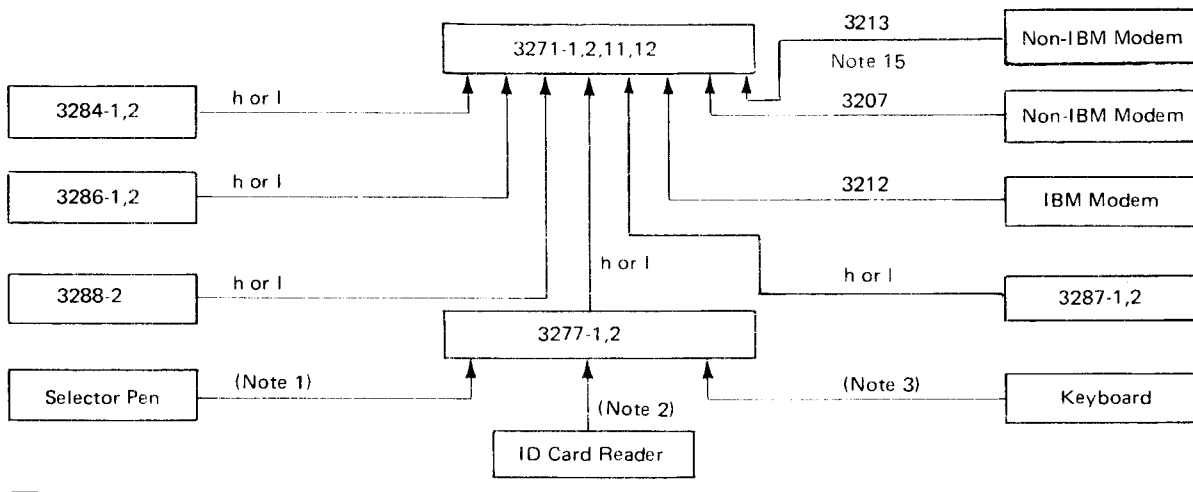 3213
3271-1,2,11,12
Non-IBM Modem
Note 15
h or l
3284-1,2
3207
Non-IBM Modem
h or l
3286-1,2
3212
IBM Modem
h or l
h or l
h or l
3288-2
3287-1,2
3277-1,2
(Note 1)
(Note 3)
Selector Pen
(Note 2)
Keyboard
ID Card Reader